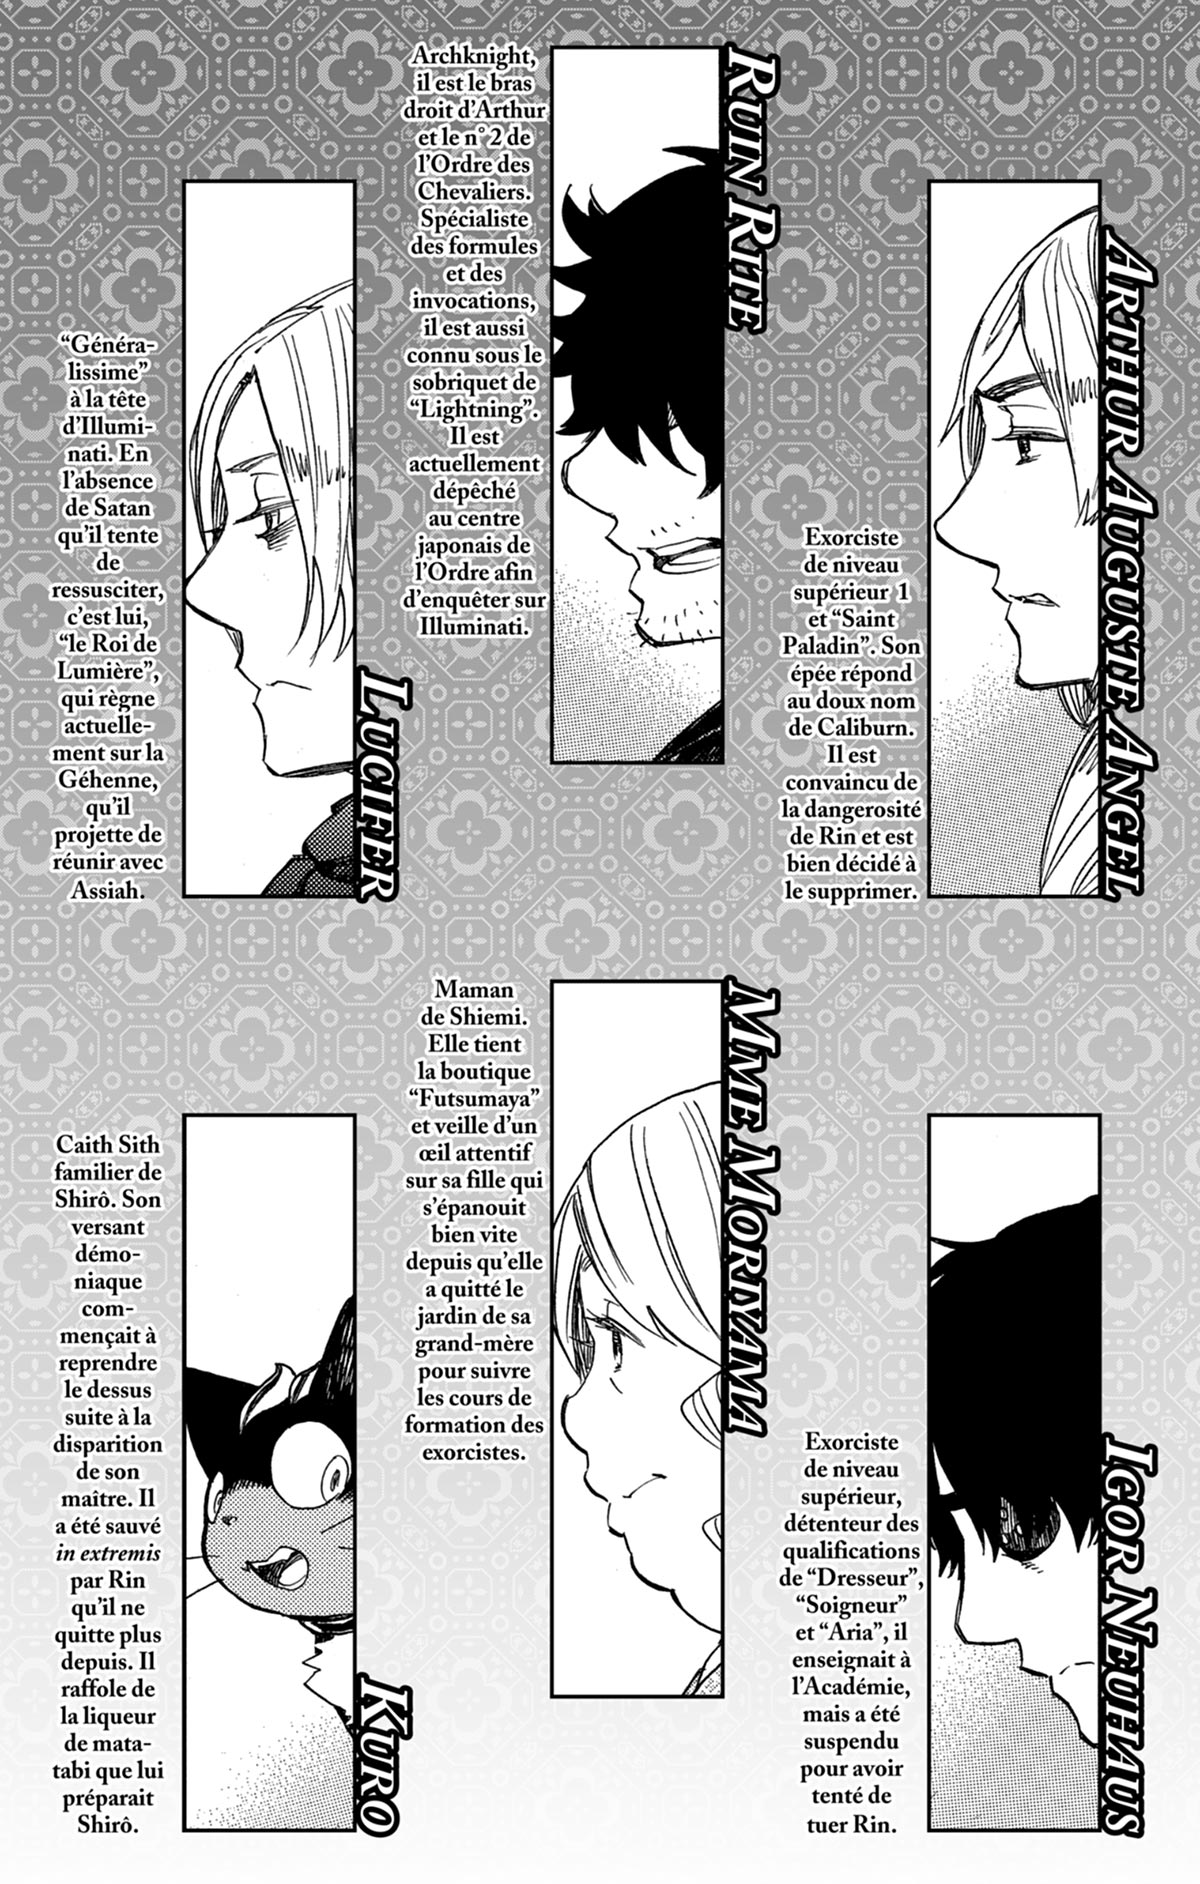 ARTHUR AUGUSTE ANGEL
Exorciste
de niveau
supérieur 1
et “Saint
Paladin”. Son
épée répond
au doux nom
de Caliburn.
Il est
convaincu de
la dangerosité
de Rin et est
bien décidé à
le supprimer.
RUIN RITE
Archknight,
il est le bras
droit d’Arthur
et le n° 2 de
l’Ordre des
Chevaliers.
Spécialiste
des formules
et des
invocations,
il est aussi
connu sous le
sobriquet de
“Lightning”.
Il est
actuellement
dépêché
au centre
japonais de
l’Ordre afin
d’enquêter sur
Illuminati.
LUCIFER
“Généra-
lissime”
à la tête
d’Illumi-
nati. En
l’absence
de Satan
qu’il tente
de
ressusciter,
c’est lui,
“le Roi de
Lumière”,
qui règne
actuelle-
ment sur la
Géhenne,
qu’il
projette de
réunir avec
Assiah.
IGOR NEUHAUS
Exorciste
de niveau
supérieur,
détenteur des
qualifications
de “Dresseur”,
“Soigneur”
et “Aria”, il
enseignait à
l’Académie,
mais a été
suspendu
pour avoir
tenté de
tuer Rin.
MME MORIYAMA
Maman
de Shiemi.
Elle tient
la boutique
“Futsumaya”
et veille d’un
œil attentif
sur sa fille qui
s’épanouit
bien vite
depuis qu’elle
a quitté le
jardin de sa
grand-mère
pour suivre
les cours de
formation des
exorcistes.
KURO
Caith Sith
familier de
Shirô. Son
versant
démo-
niaque
com-
mençait à
reprendre
le dessus
suite à la
disparition
de son
maître. Il
a été sauvé
in extremis
par Rin
qu’il ne
quitte plus
depuis. Il
raffole de
la liqueur
de mata-
tabi que lui
préparait
Shirô.